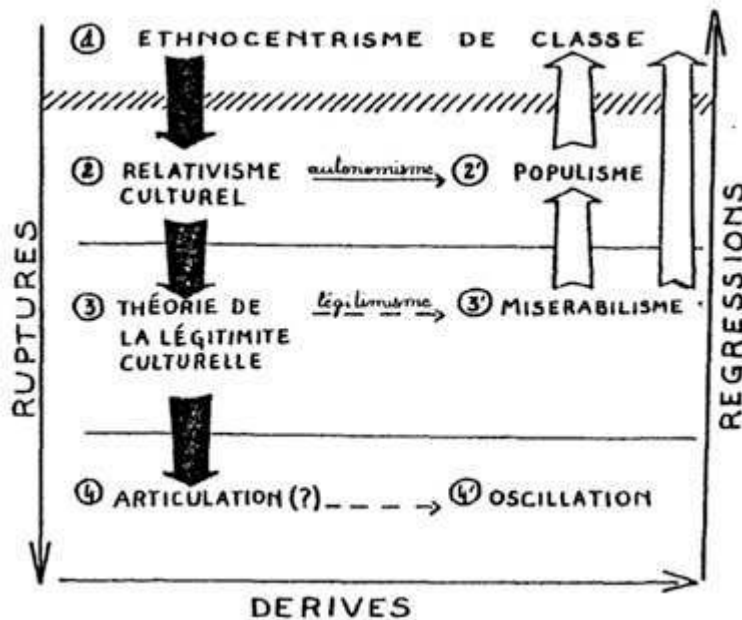 ① ETHNOCENTRISME DE CLASSE
② RELATIVISME CULTUREL
autonomisme
②' POPULISME
③ THÉORIE DE LA LÉGITIMITE CULTURELLE
légitimisme
③' MISERABILISME
④ ARTICULATION (?)
④' OSCILLATION
RUPTURES
REGRESSIONS
DERIVES